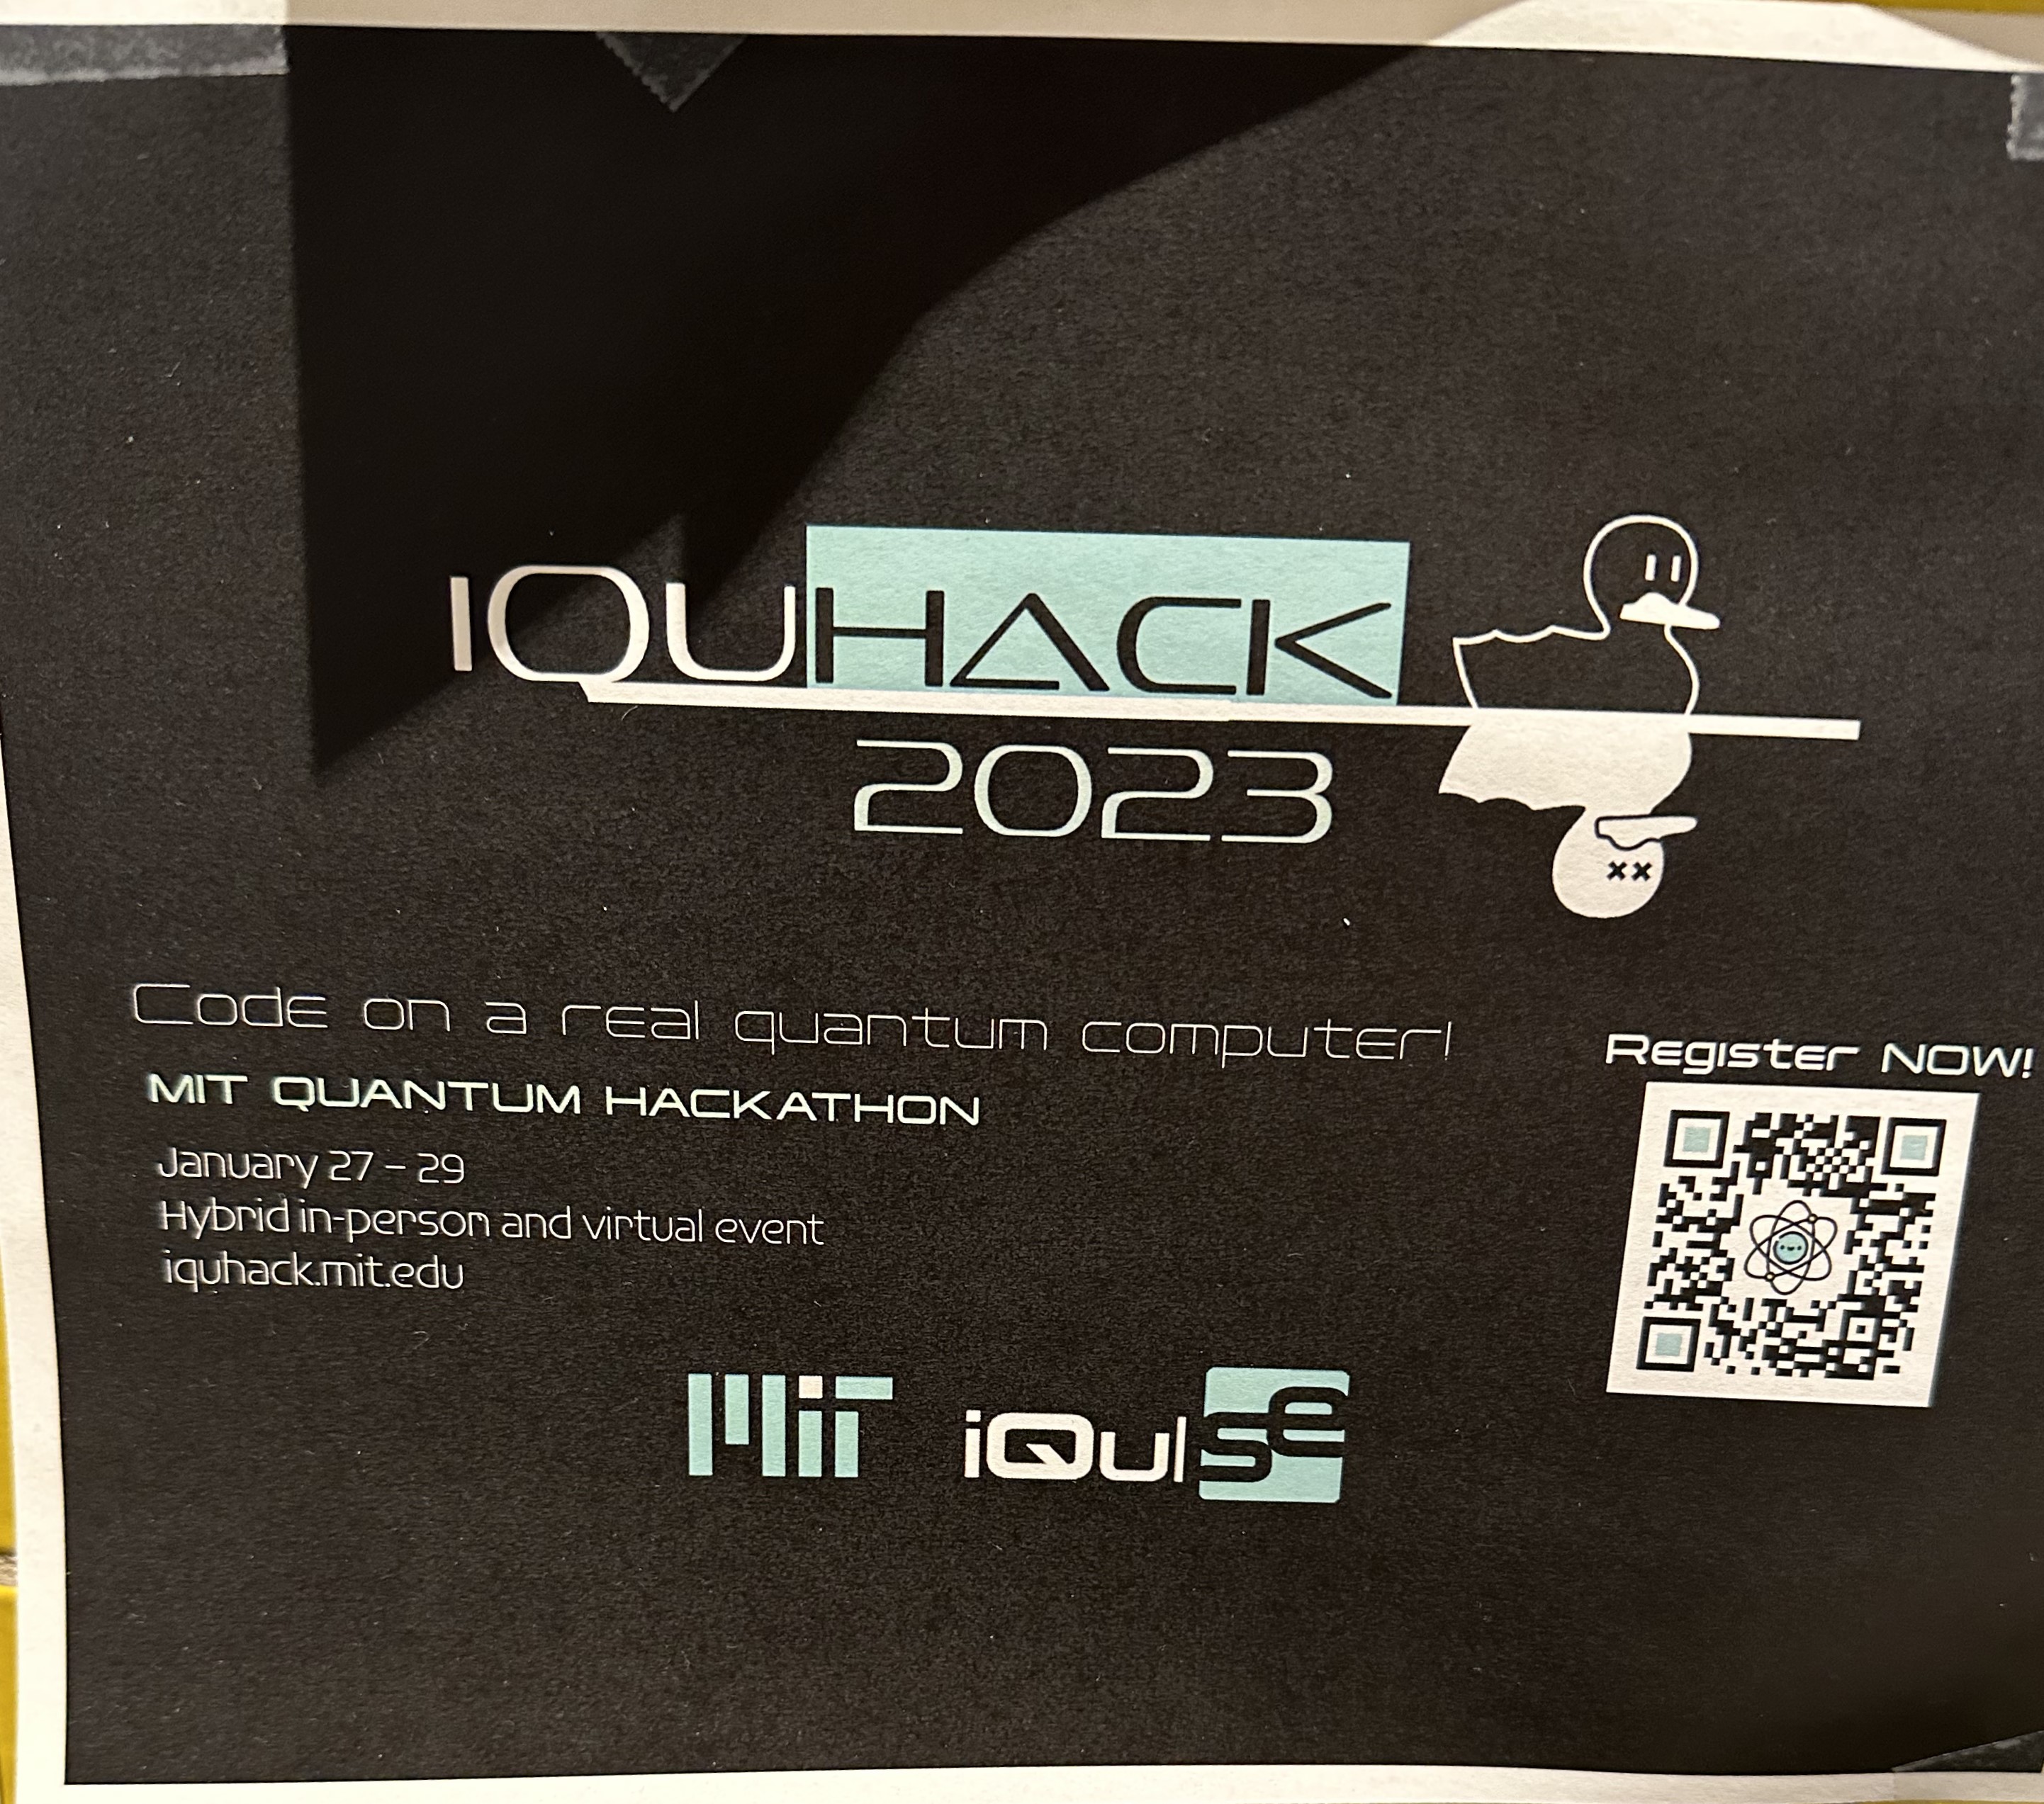 IQUHACK
2023
Code on a real quantum computer!
MIT QUANTUM HACKATHON
January 27 – 29
Hybrid in-person and virtual event
iquhack.mit.edu
Register NOW!
MIT iQuISE